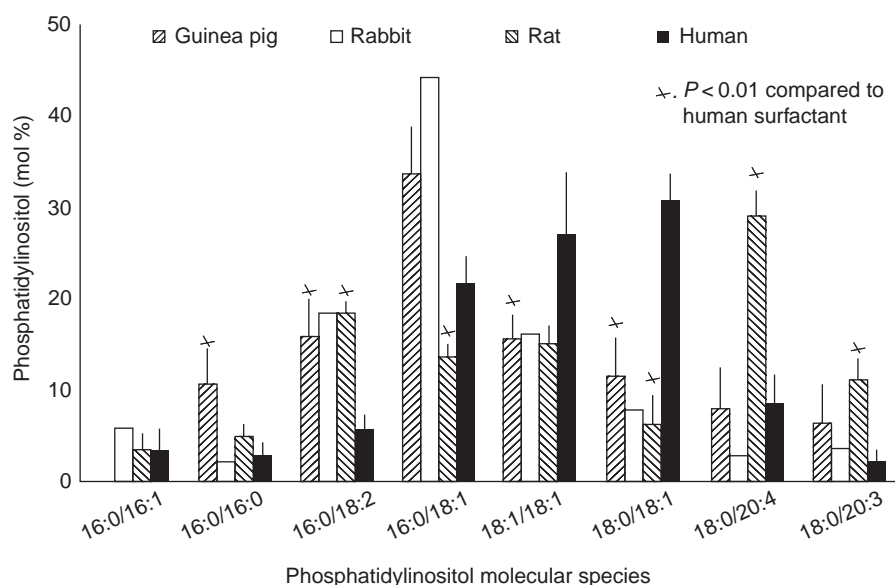 50
Guinea pig Rabbit Rat Human
P < 0.01 compared to
human surfactant
40
30
20
10
0
Phosphatidylinositol (mol %)
16:0/16:1 16:0/16:0 16:0/18:2 16:0/18:1 18:1/18:1 18:0/18:1 18:0/20:4 18:0/20:3
Phosphatidylinositol molecular species